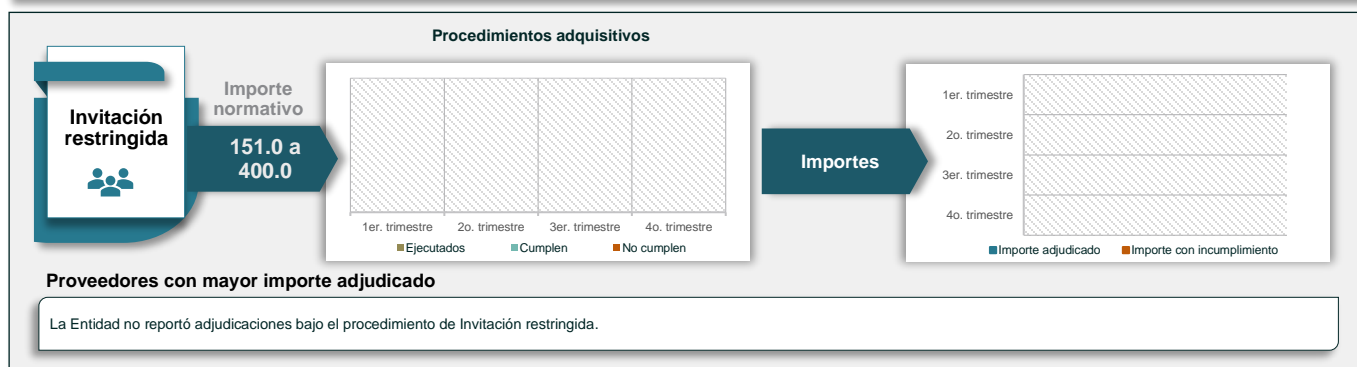 Procedimientos adquisitivos
Invitación
restringida
Importe
normativo
151.0 a
400.0
1er. trimestre 2o. trimestre 3er. trimestre 4o. trimestre
Ejecutados Cumplen No cumplen
Importes
1er. trimestre
2o. trimestre
3er. trimestre
4o. trimestre
Importe adjudicado Importe con incumplimiento
Proveedores con mayor importe adjudicado
La Entidad no reportó adjudicaciones bajo el procedimiento de Invitación restringida.